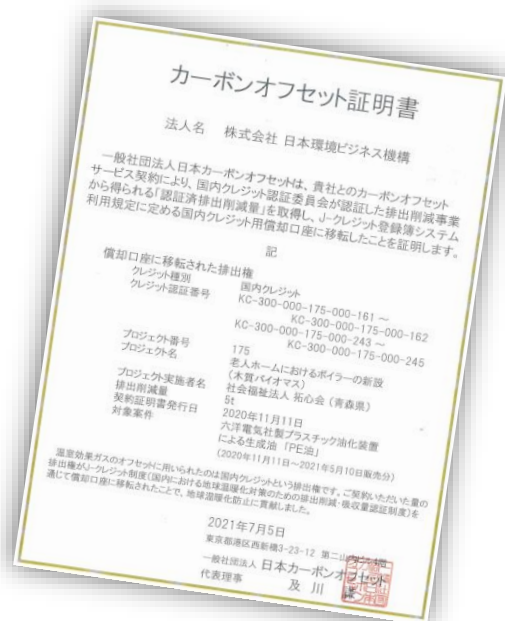 カーボンオフセット証明書
法人名 株式会社 日本環境ビジネス機構
一般社団法人日本カーボンオフセットは、貴社とのカーボンオフセット
サービス契約により、国内クレジット認証委員会が認証した排出削減事業
から得られる「認証済排出削減量」を取得し、J-クレジット登録簿システム
利用規定に定める国内クレジット用償却口座に移転したことを証明します。
記
償却口座に移転された排出権
クレジット種別 国内クレジット
クレジット認証番号 KC-300-000-175-000-161 ~
KC-300-000-175-000-162
KC-300-000-175-000-243 ~
KC-300-000-175-000-245
プロジェクト番号 175
プロジェクト名 老人ホームにおけるボイラーの新設
(木質バイオマス)
プロジェクト実施者名 社会福祉法人 拓心会 (青森県)
排出削減量 5t
契約証明書発行日 2020年11月11日
対象案件 六洋電気社製プラスチック油化装置
による生成油 「PE油」
(2020年11月11日~2021年5月10日販売分)
温室効果ガスのオフセットに用いられたのは国内クレジットという排出権です。ご契約いただいた量の
排出権がJ-クレジット制度(国内における地球温暖化対策のための排出削減・吸収量認証制度)を
通じて償却口座に移転されたことで、地球温暖化防止に貢献しました。
2021年7月5日
東京都港区西新橋3-23-12 第二山
一般社団法人 日本カーボンオフセット
代表理事 及川